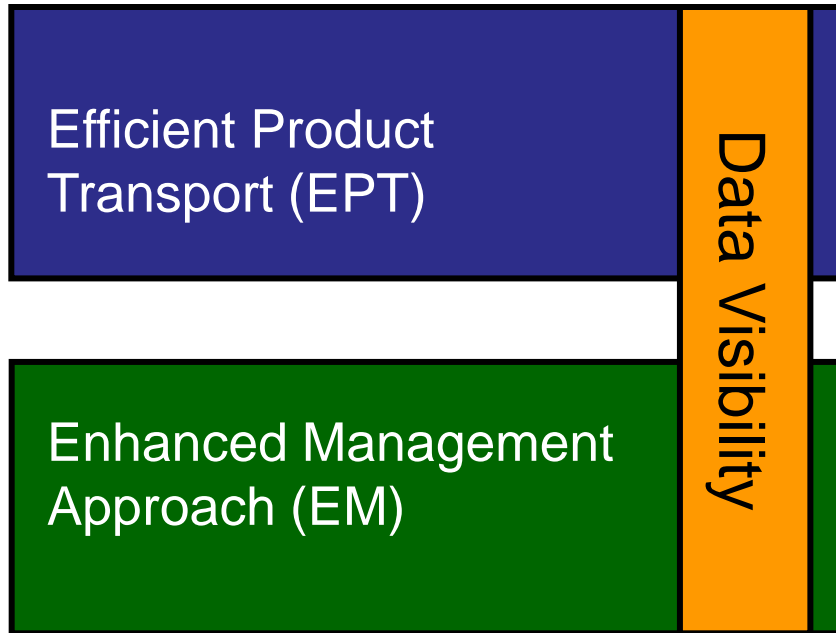 Efficient Product
Transport (EPT)
Data Visibility
Enhanced Management
Approach (EM)